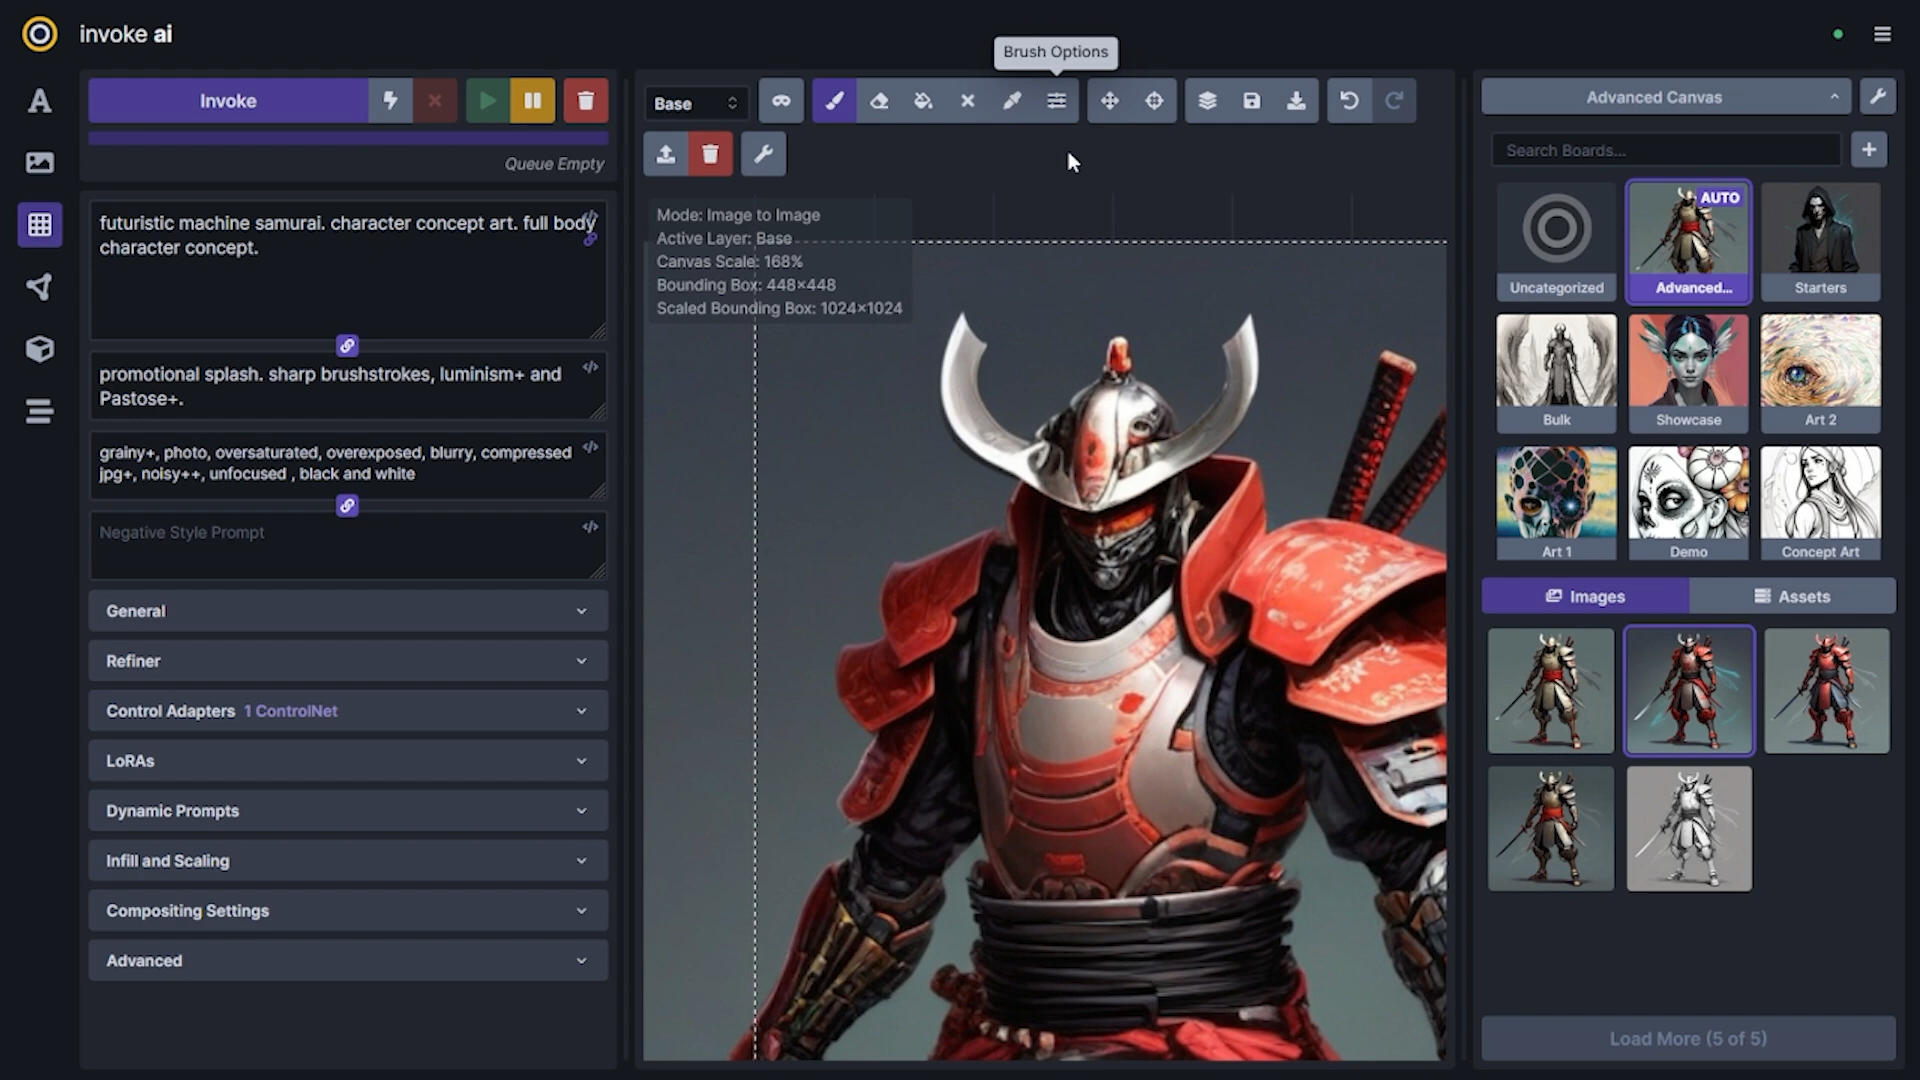 invoke ai
Brush Options
Invoke
Queue Empty
futuristic machine samurai. character concept art. full body
character concept.
promotional splash. sharp brushstrokes, luminism+ and
Pastose+.
grainy+, photo, oversaturated, overexposed, blurry, compressed
jpg+, noisy++, unfocused , black and white
Negative Style Prompt
General
Refiner
Control Adapters 1 ControlNet
LoRAs
Dynamic Prompts
Infill and Scaling
Compositing Settings
Advanced
Base
Mode: Image to Image
Active Layer: Base
Canvas Scale: 168%
Bounding Box: 448×448
Scaled Bounding Box: 1024×1024
Advanced Canvas
Search Boards...
AUTO
Uncategorized
Advanced...
Starters
Bulk
Showcase
Art 2
Art 1
Demo
Concept Art
Images
Assets
Load More (5 of 5)